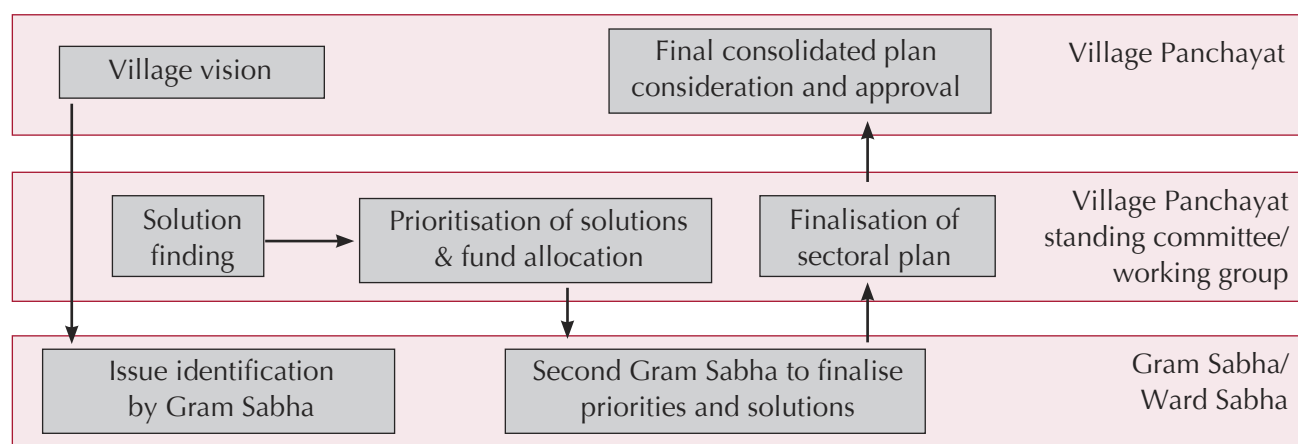 Village vision
Final consolidated plan
consideration and approval
Village Panchayat
Solution
finding
Prioritisation of solutions
& fund allocation
Finalisation of
sectoral plan
Village Panchayat
standing committee/
working group
Issue identification
by Gram Sabha
Second Gram Sabha to finalise
priorities and solutions
Gram Sabha/
Ward Sabha